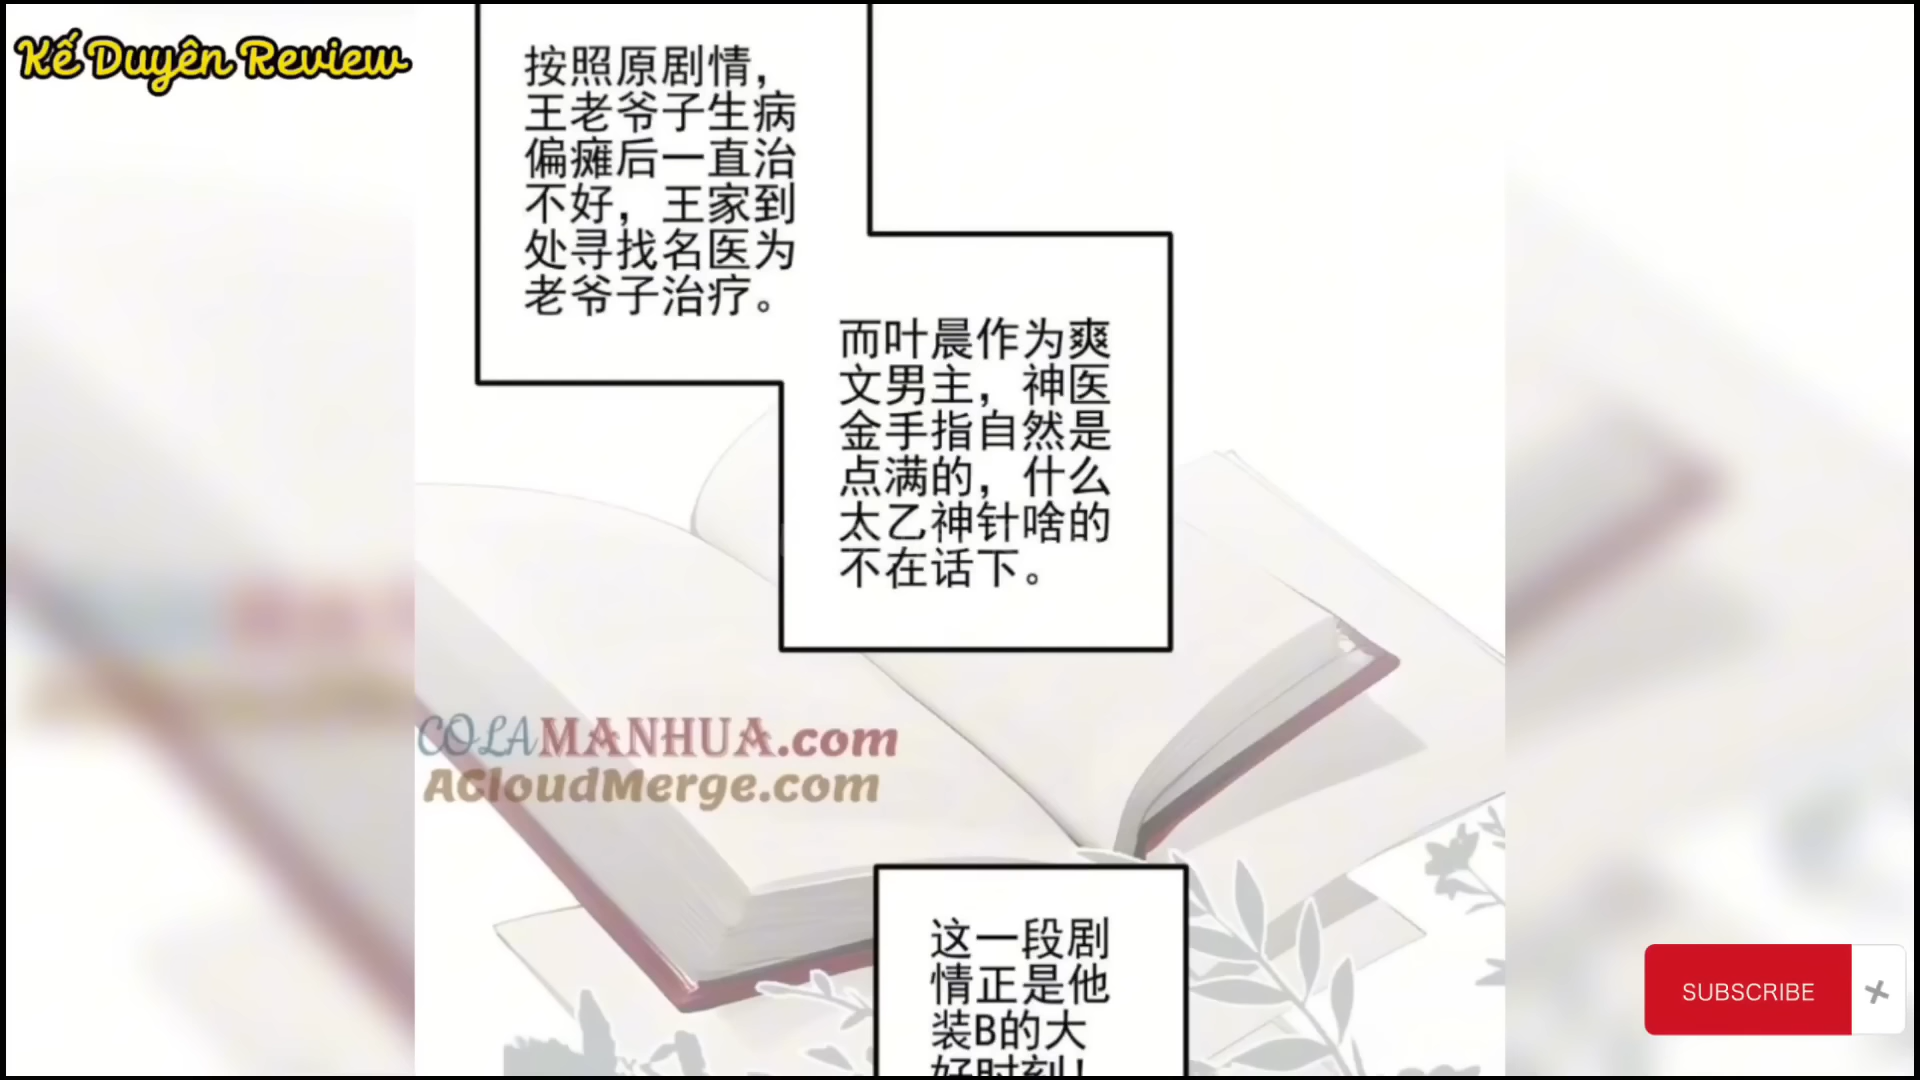 Kế Duyên Review
按照原剧情，
王老爷子生病
偏瘫后一直治
不好，王家到
处寻找名医为
老爷子治疗。
而叶晨作为爽
文男主，神医
金手指自然是
点满的，什么
太乙神针啥的
不在话下。
COLAMANHUA.com
ACloudMerge.com
这一段剧
情正是他
装B的大
好时刻！
SUBSCRIBE